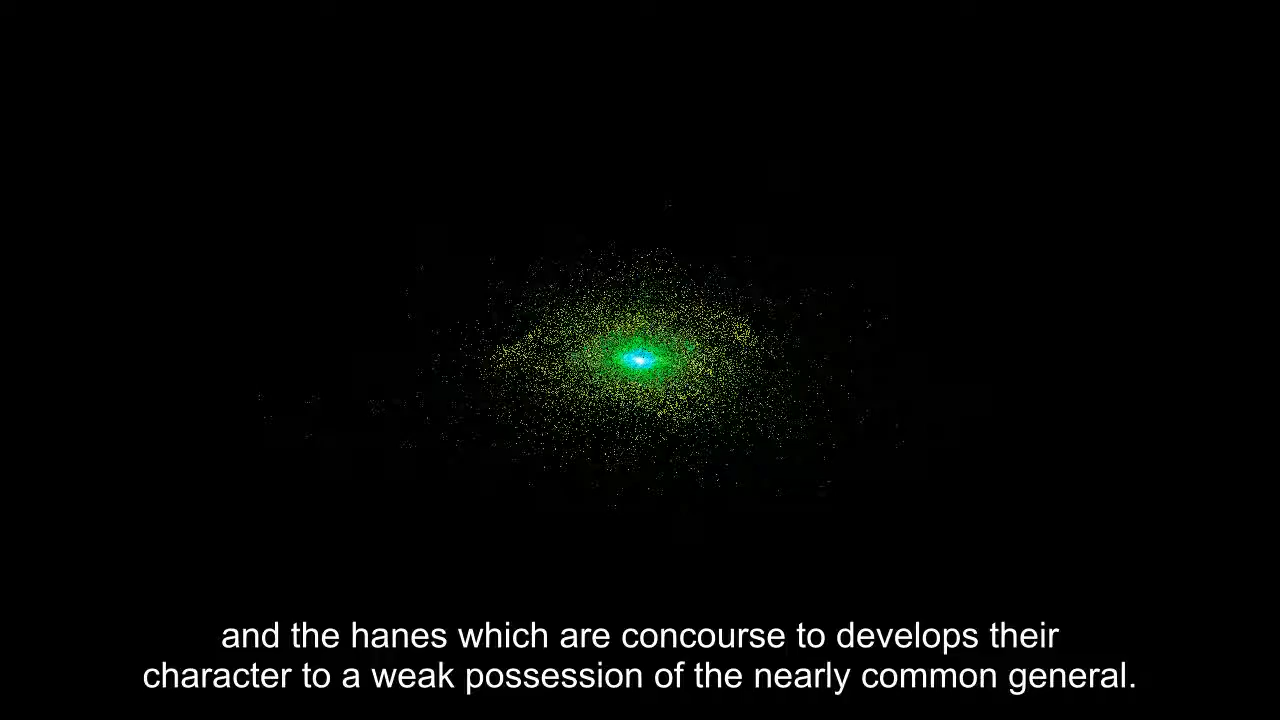 and the hanes which are concourse to develops their
character to a weak possession of the nearly common general.